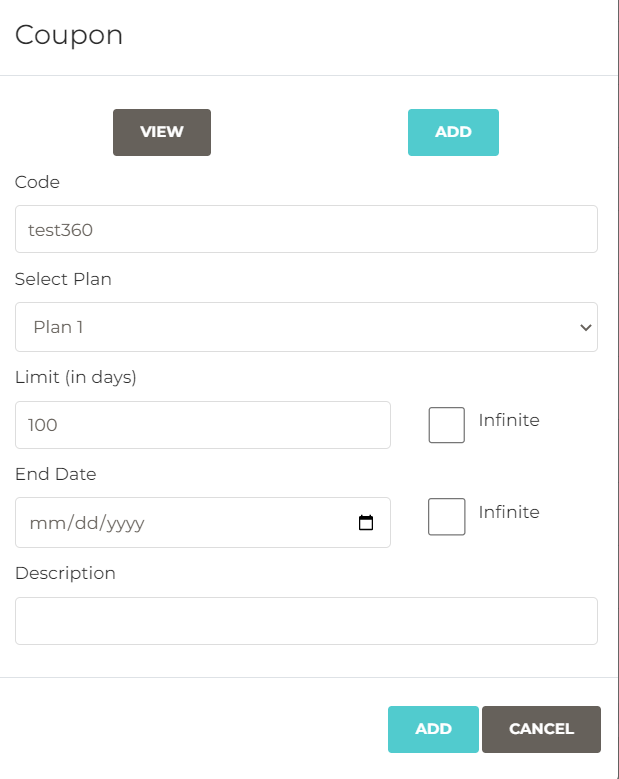 Coupon
VIEW ADD
Code
test360
Select Plan
Plan 1
Limit (in days)
100 Infinite
End Date
mm/dd/yyyy Infinite
Description
ADD CANCEL